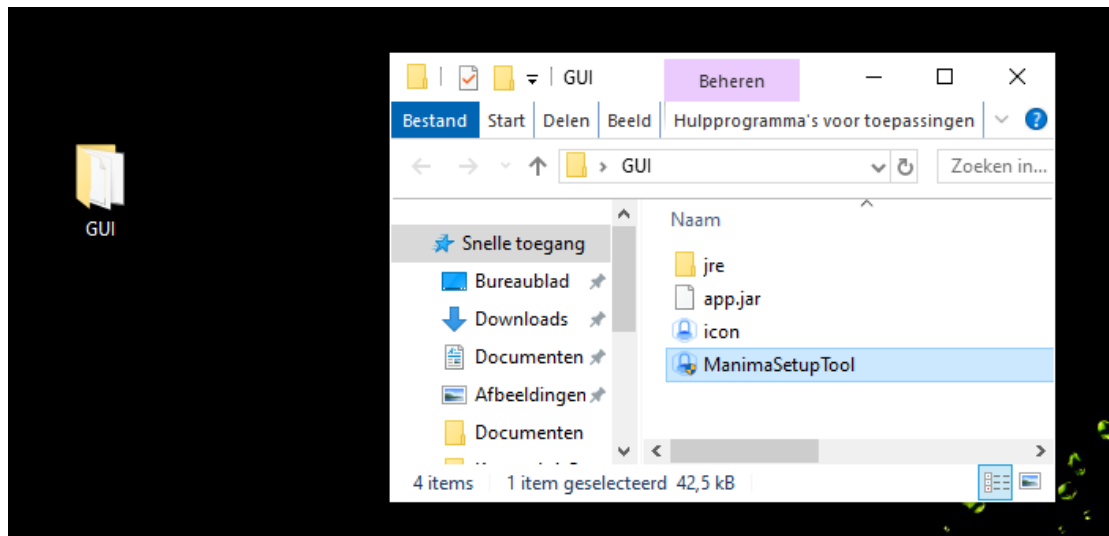 GUI
GUI
Beheren
Bestand Start Delen Beeld Hulpprogramma's voor toepassingen
GUI
Zoeken in...
Naam
Snelle toegang
jre
Bureaublad
app.jar
Downloads
icon
Documenten
ManimaSetupTool
Afbeeldingen
Documenten
4 items 1 item geselecteerd 42,5 kB